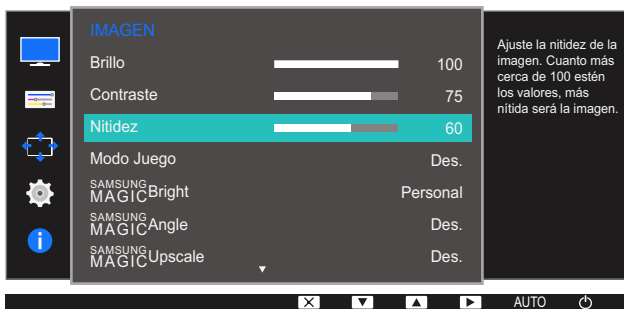 IMAGEN
Brillo 100
Contraste 75
Nitidez 60
Modo Juego Des.
SAMSUNG MAGIC Bright Personal
SAMSUNG MAGIC Angle Des.
SAMSUNG MAGIC Upscale Des.
Ajuste la nitidez de la
imagen. Cuanto más
cerca de 100 estén
los valores, más
nítida será la imagen.
AUTO